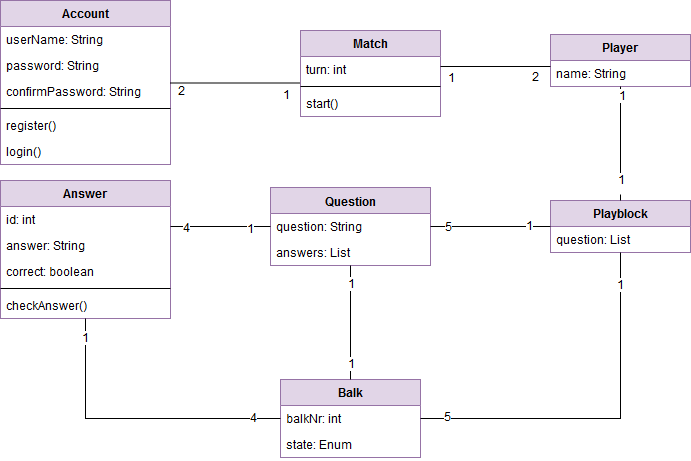 Account
userName: String
password: String
confirmPassword: String
register()
login()
2
1
Match
turn: int
start()
1
2
Player
name: String
1
1
Answer
id: int
answer: String
correct: boolean
checkAnswer()
4
1
Question
question: String
answers: List
5
1
Playblock
question: List
1
1
1
1
4
Balk
balkNr: int
state: Enum
5